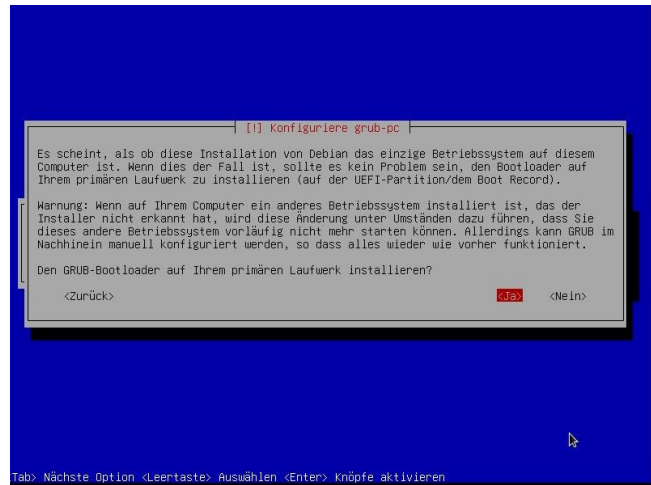 [!] Konfiguriere grub-pc
Es scheint, als ob diese Installation von Debian das einzige Betriebssystem auf diesem
Computer ist. Wenn dies der Fall ist, sollte es kein Problem sein, den Bootloader auf
Ihrem primären Laufwerk zu installieren (auf der UEFI-Partition/dem Boot Record).
Warnung: Wenn auf Ihrem Computer ein anderes Betriebssystem installiert ist, das der
Installer nicht erkannt hat, wird diese Änderung unter Umständen dazu führen, dass Sie
dieses andere Betriebssystem vorläufig nicht mehr starten können. Allerdings kann GRUB im
Nachhinein manuell konfiguriert werden, so dass alles wieder wie vorher funktioniert.
Den GRUB-Bootloader auf Ihrem primären Laufwerk installieren?
<Zurück> <Ja> <Nein>
<Tab> Nächste Option <Leertaste> Auswählen <Enter> Knöpfe aktivieren